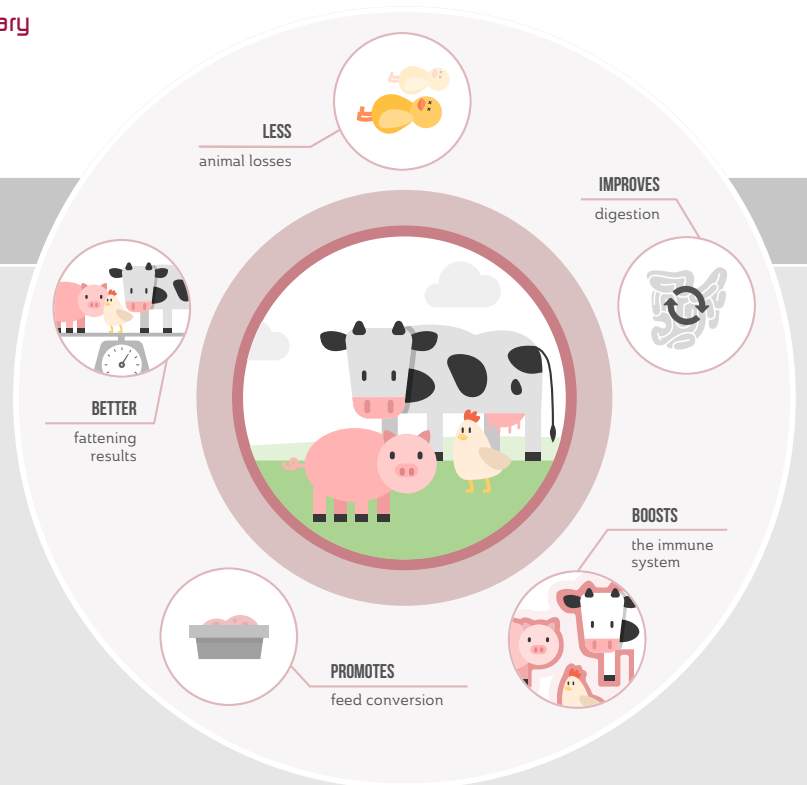 ary
LESS
animal losses
IMPROVES
digestion
BETTER
fattening
results
BOOSTS
the immune
system
PROMOTES
feed conversion